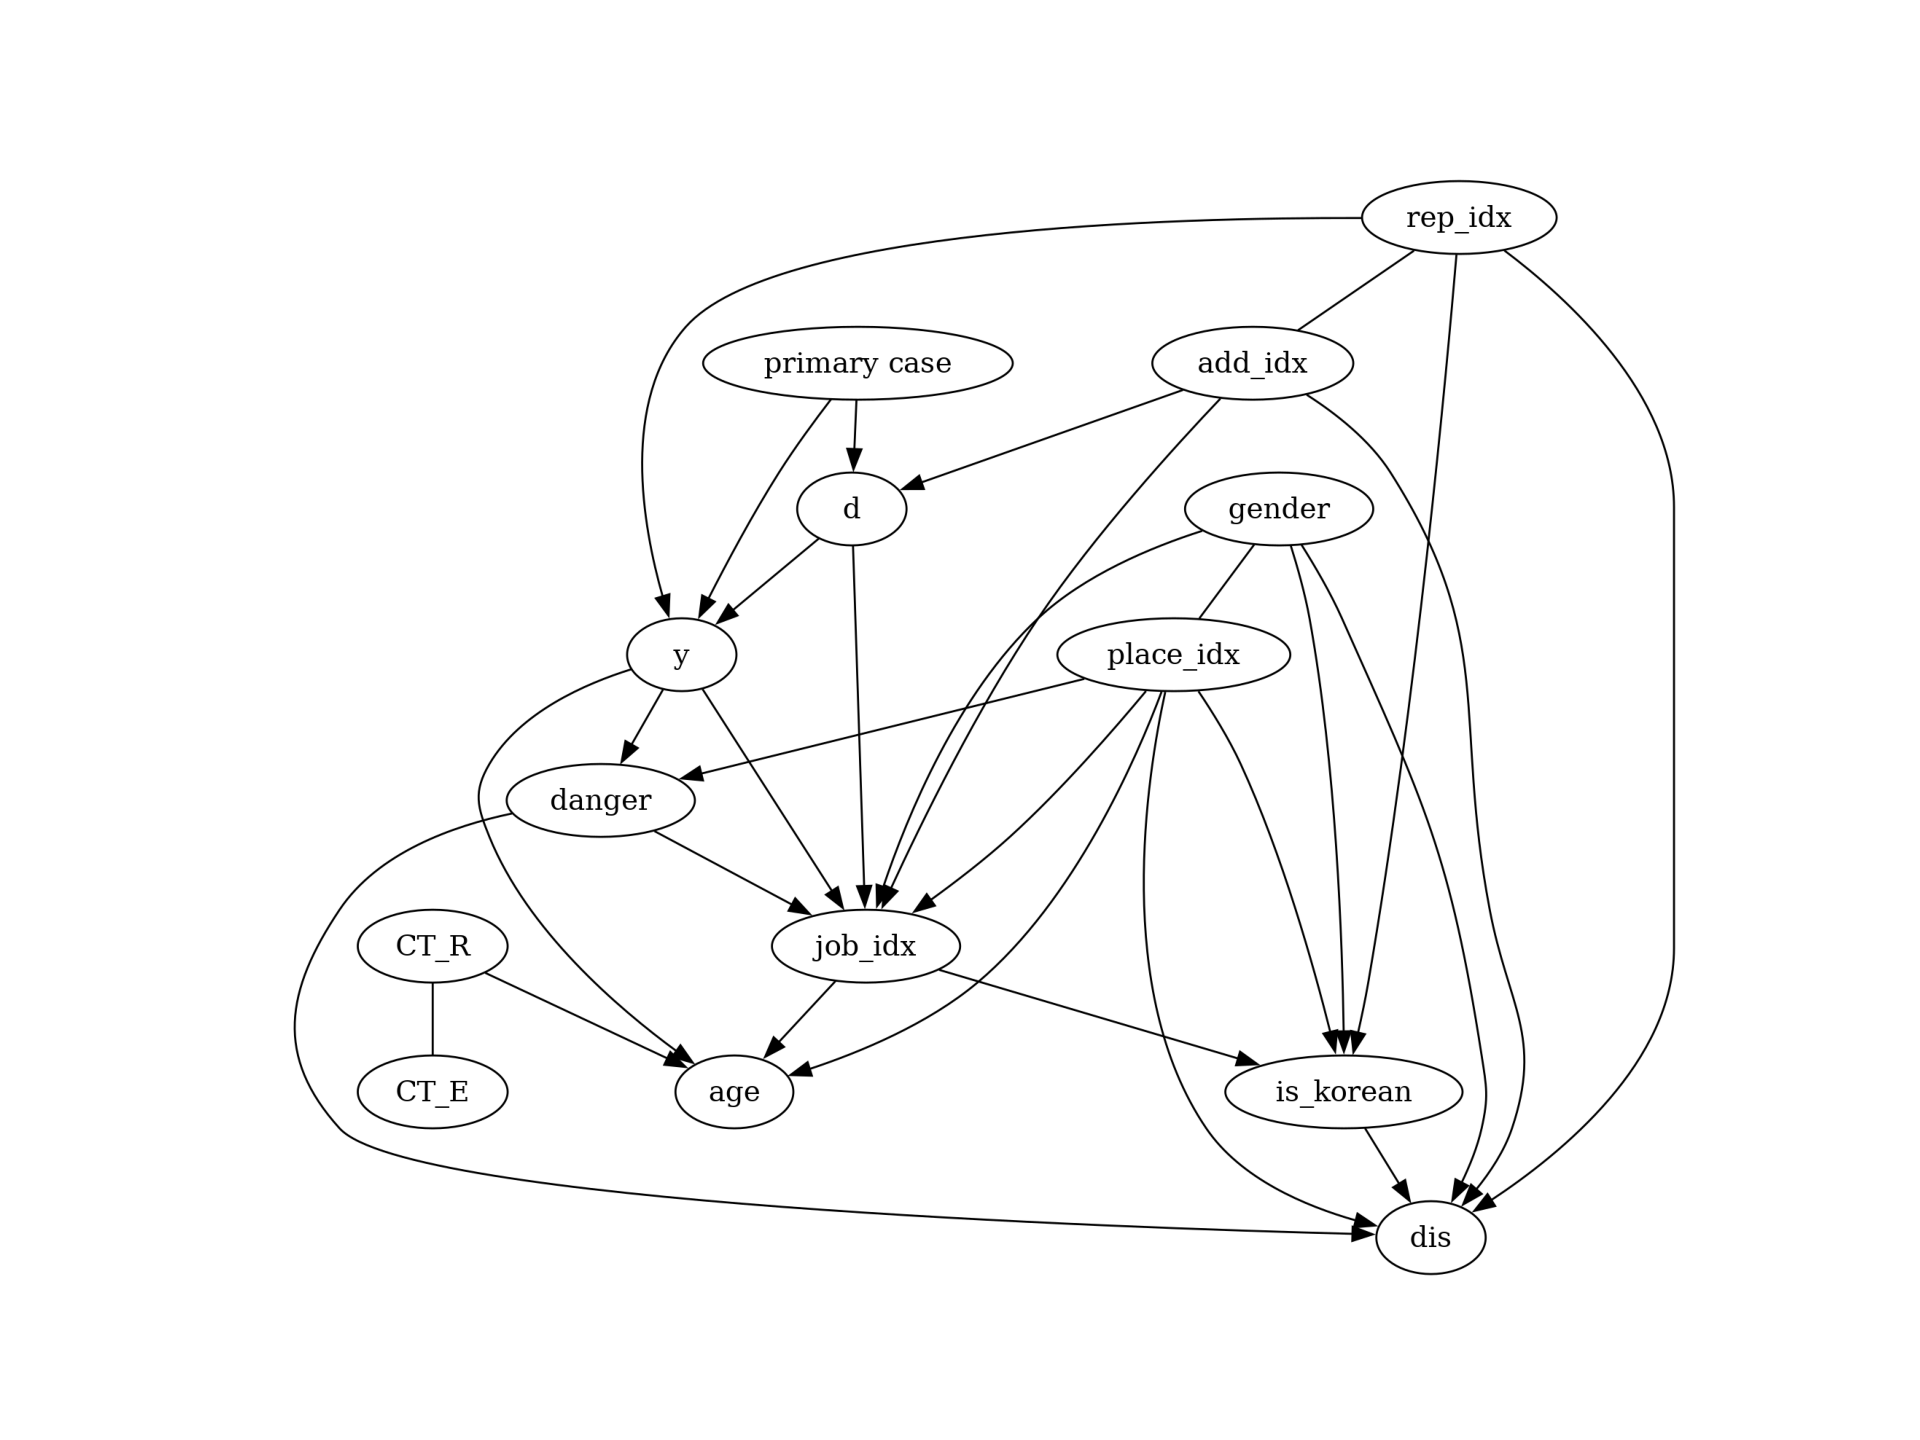 rep_idx
primary case
add_idx
d
gender
y
place_idx
danger
CT_R
job_idx
CT_E
age
is_korean
dis